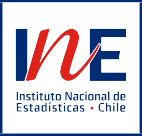 INE
Instituto Nacional de
Estadísticas • Chile